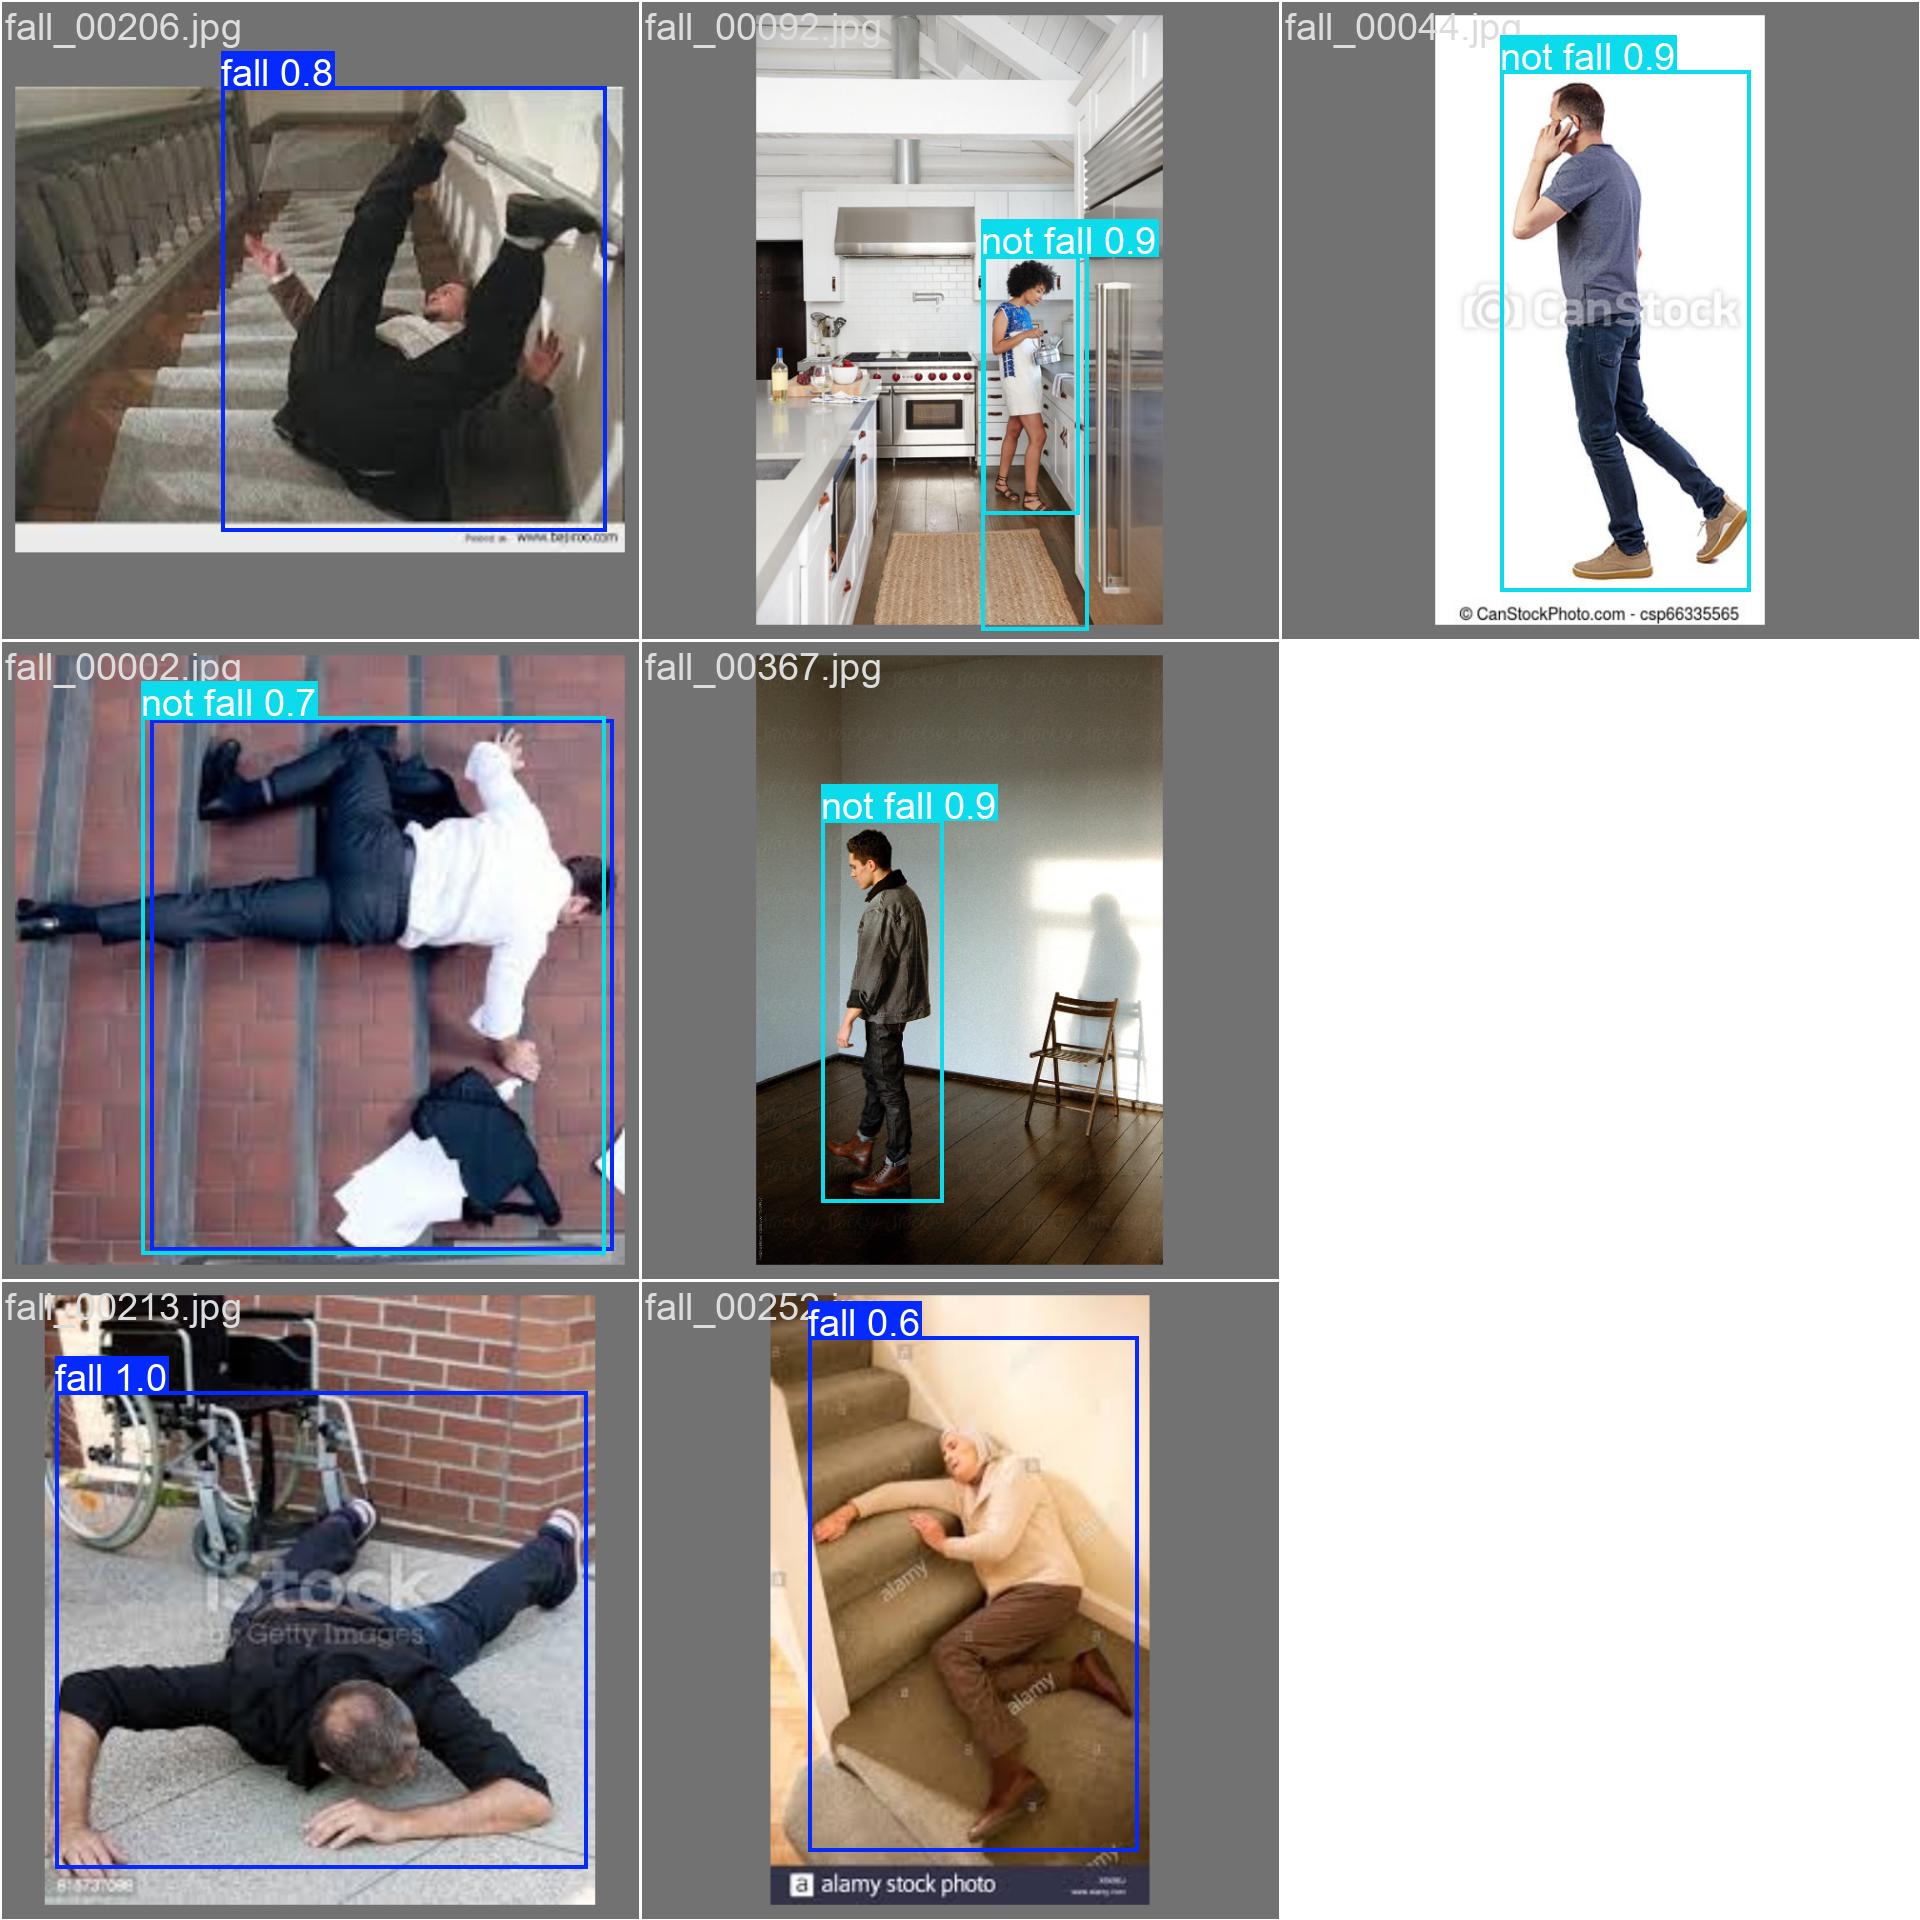 fall_00206.jpg
fall 0.8
www.bajiroo.com
fall_00092.jpg
not fall 0.9
fall_00044.jpg
not fall 0.9
CanStock
© CanStockPhoto.com - csp66335565
fall_00002.jpg
not fall 0.7
fall_00367.jpg
not fall 0.9
fall_00213.jpg
fall 1.0
iStock
by Getty Images
fall_00252.jpg
fall 0.6
alamy
alamy
a alamy stock photo